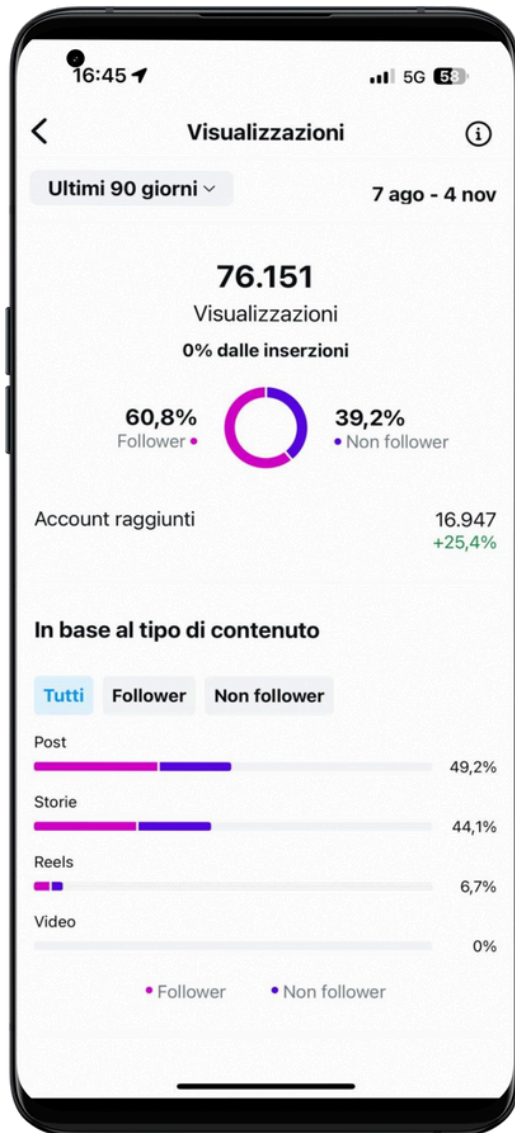 16:45 5G 58
Visualizzazioni
Ultimi 90 giorni 7 ago - 4 nov
76.151
Visualizzazioni
0% dalle inserzioni
60,8% 39,2%
Follower Non follower
Account raggiunti 16.947
+25,4%
In base al tipo di contenuto
Tutti Follower Non follower
Post
49,2%
Storie
44,1%
Reels
6,7%
Video
0%
Follower Non follower